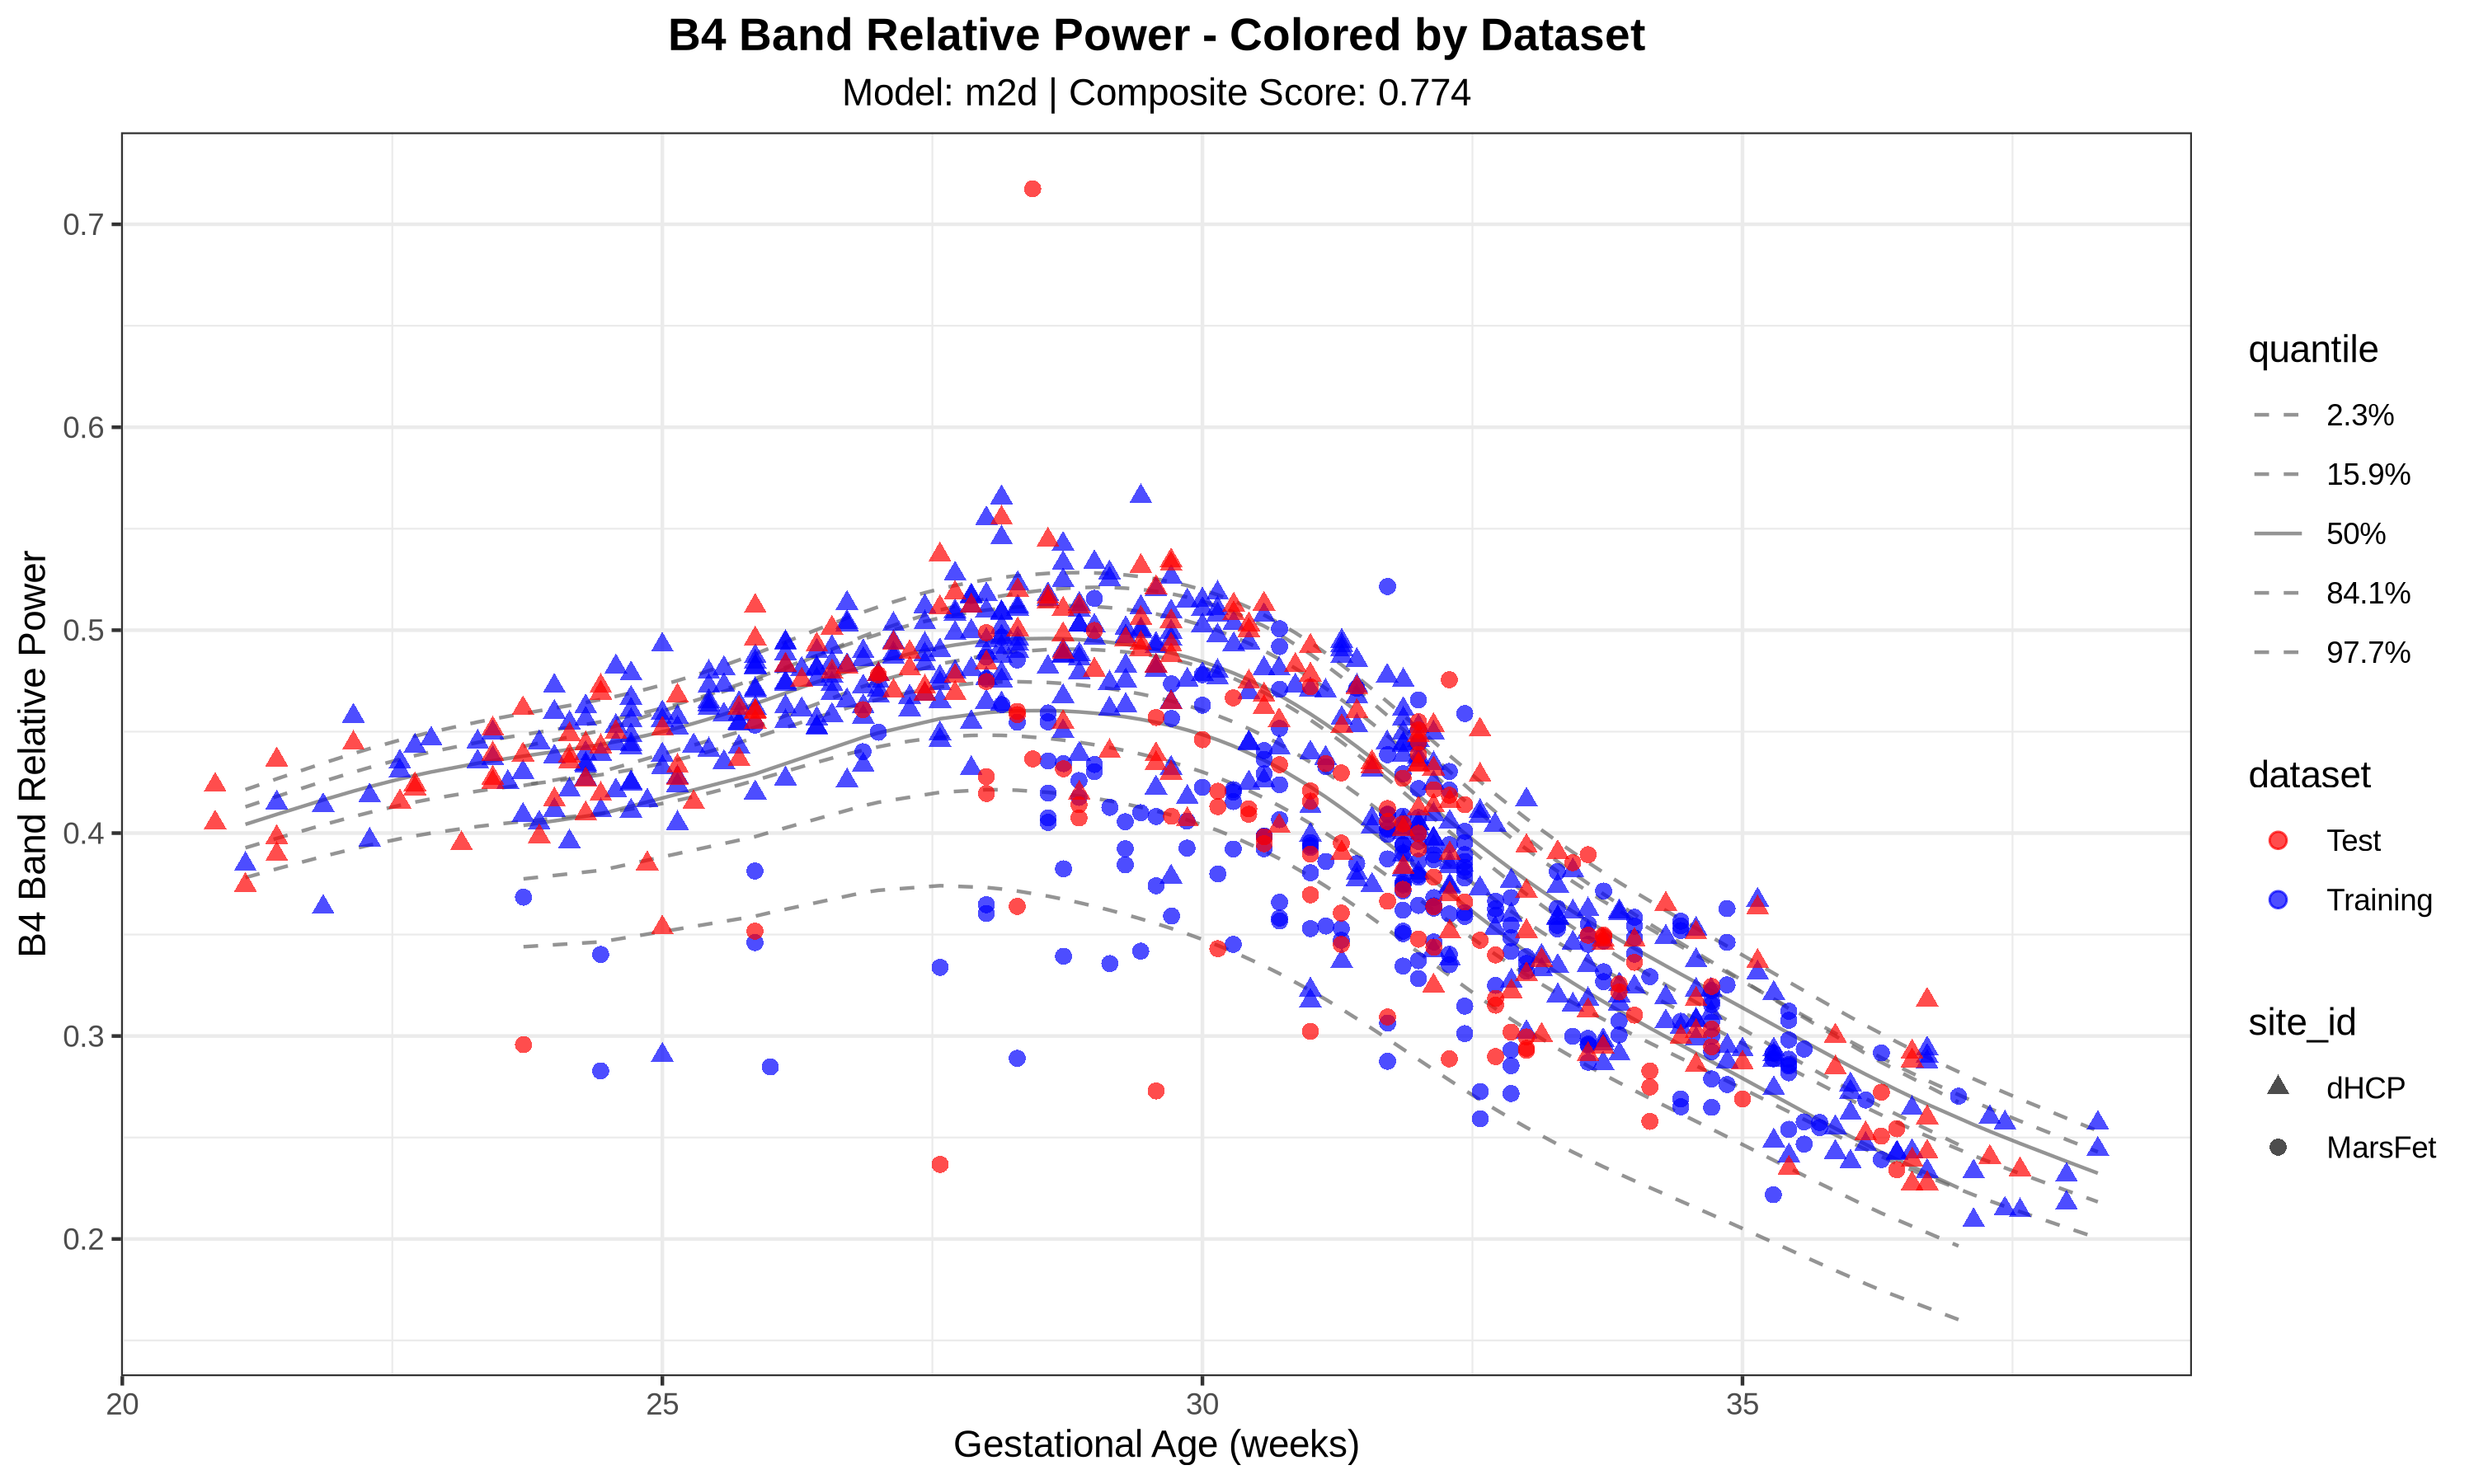 B4 Band Relative Power - Colored by Dataset
Model: m2d | Composite Score: 0.774
B4 Band Relative Power
0.7
0.6
0.5
0.4
0.3
0.2
20
25
30
35
Gestational Age (weeks)
quantile
2.3%
15.9%
50%
84.1%
97.7%
dataset
Test
Training
site_id
dHCP
MarsFet